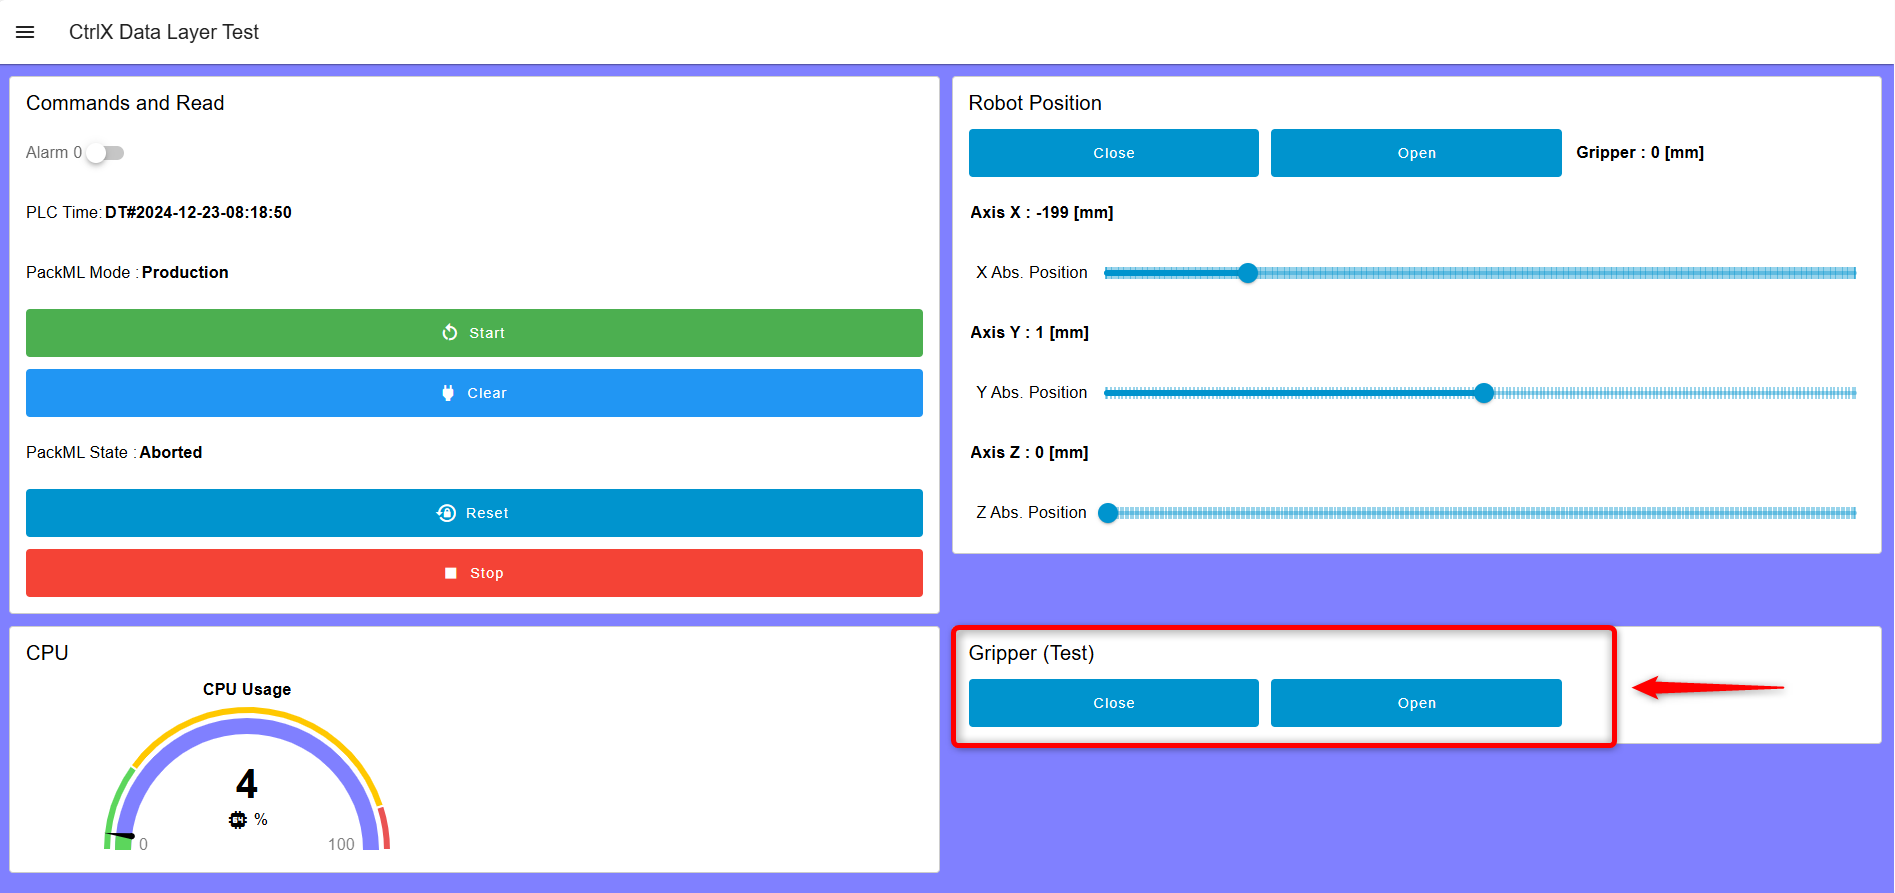 CtrlX Data Layer Test
Commands and Read
Alarm 0
PLC Time: DT#2024-12-23-08:18:50
PackML Mode : Production
Start
Clear
PackML State : Aborted
Reset
Stop
Robot Position
Close
Open
Gripper : 0 [mm]
Axis X : -199 [mm]
X Abs. Position
Axis Y : 1 [mm]
Y Abs. Position
Axis Z : 0 [mm]
Z Abs. Position
CPU
CPU Usage
4
64 %
0
100
Gripper (Test)
Close
Open